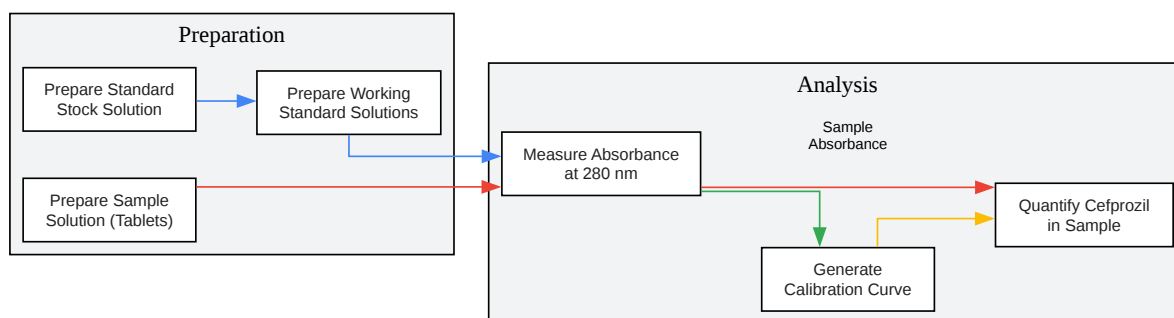 Preparation
Prepare Standard
Stock Solution
Prepare Working
Standard Solutions
Prepare Sample
Solution (Tablets)
Analysis
Sample
Absorbance
Measure Absorbance
at 280 nm
Quantify Cefprozil
in Sample
Generate
Calibration Curve